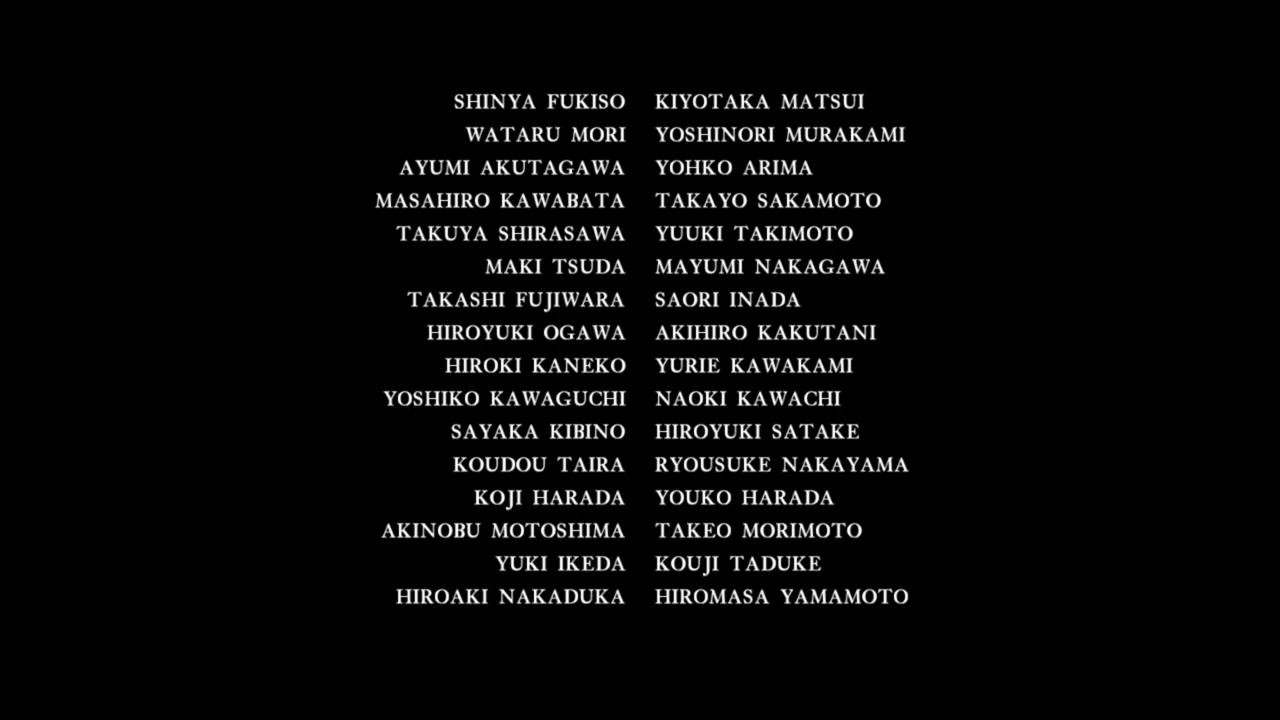 SHINYA FUKISO KIYOTAKA MATSUI
WATARU MORI YOSHINORI MURAKAMI
AYUMI AKUTAGAWA YOHKO ARIMA
MASAHIRO KAWABATA TAKAYO SAKAMOTO
TAKUYA SHIRASAWA YUUKI TAKIMOTO
MAKI TSUDA MAYUMI NAKAGAWA
TAKASHI FUJIWARA SAORI INADA
HIROYUKI OGAWA AKIHIRO KAKUTANI
HIROKI KANEKO YURIE KAWAKAMI
YOSHIKO KAWAGUCHI NAOKI KAWACHI
SAYAKA KIBINO HIROYUKI SATAKE
KOUDOU TAIRA RYOUSUKE NAKAYAMA
KOJI HARADA YOUKO HARADA
AKINOBU MOTOSHIMA TAKEO MORIMOTO
YUKI IKEDA KOUJI TADUKE
HIROAKI NAKADUKA HIROMASA YAMAMOTO